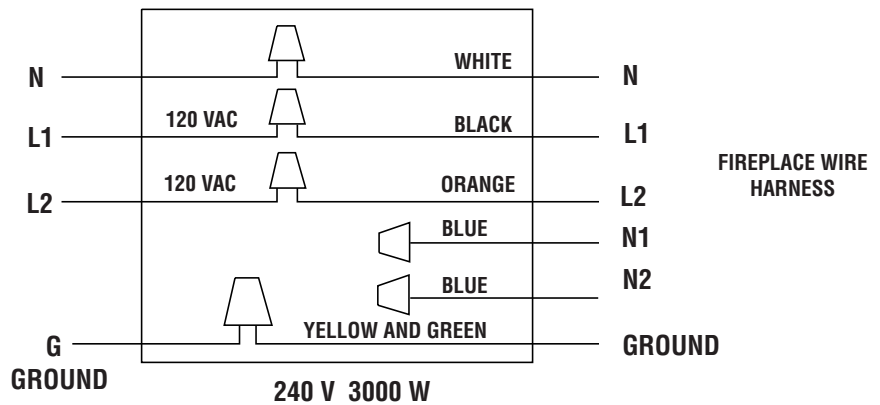 WHITE
N
N
120 VAC
BLACK
L1
L1
FIREPLACE WIRE
HARNESS
120 VAC
ORANGE
L2
L2
BLUE
N1
BLUE
N2
YELLOW AND GREEN
G
GROUND
GROUND
240 V 3000 W